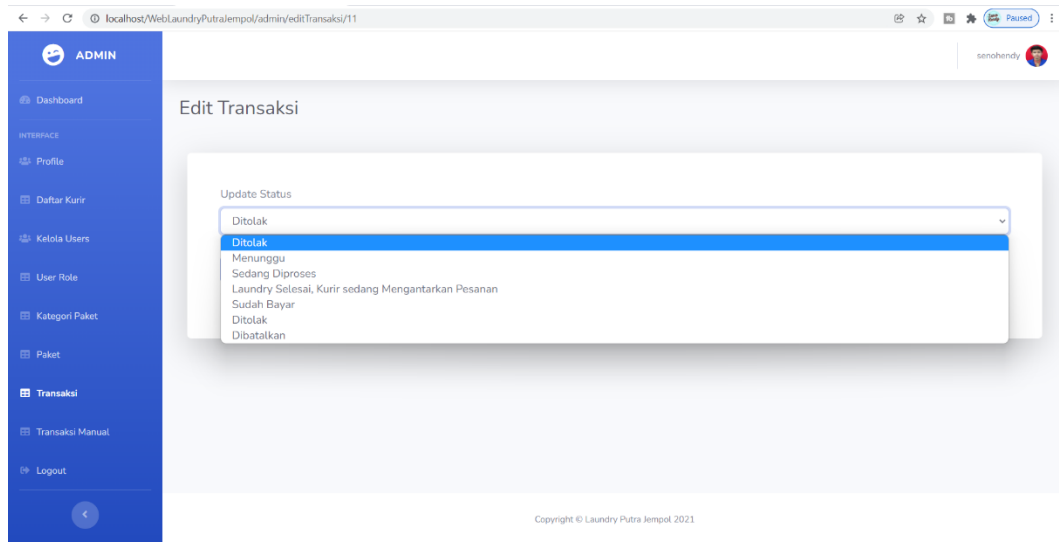 localhost/WebLaundryPutraJempol/admin/editTransaksi/11
Paused
ADMIN
senohendy
Dashboard
Edit Transaksi
INTERFACE
Profile
Daftar Kurir
Kelola Users
User Role
Kategori Paket
Paket
Transaksi
Transaksi Manual
Logout
Update Status
Ditolak
Ditolak
Menunggu
Sedang Diproses
Laundry Selesai, Kurir sedang Mengantarkan Pesanan
Sudah Bayar
Ditolak
Dibatalkan
Copyright © Laundry Putra Jempol 2021